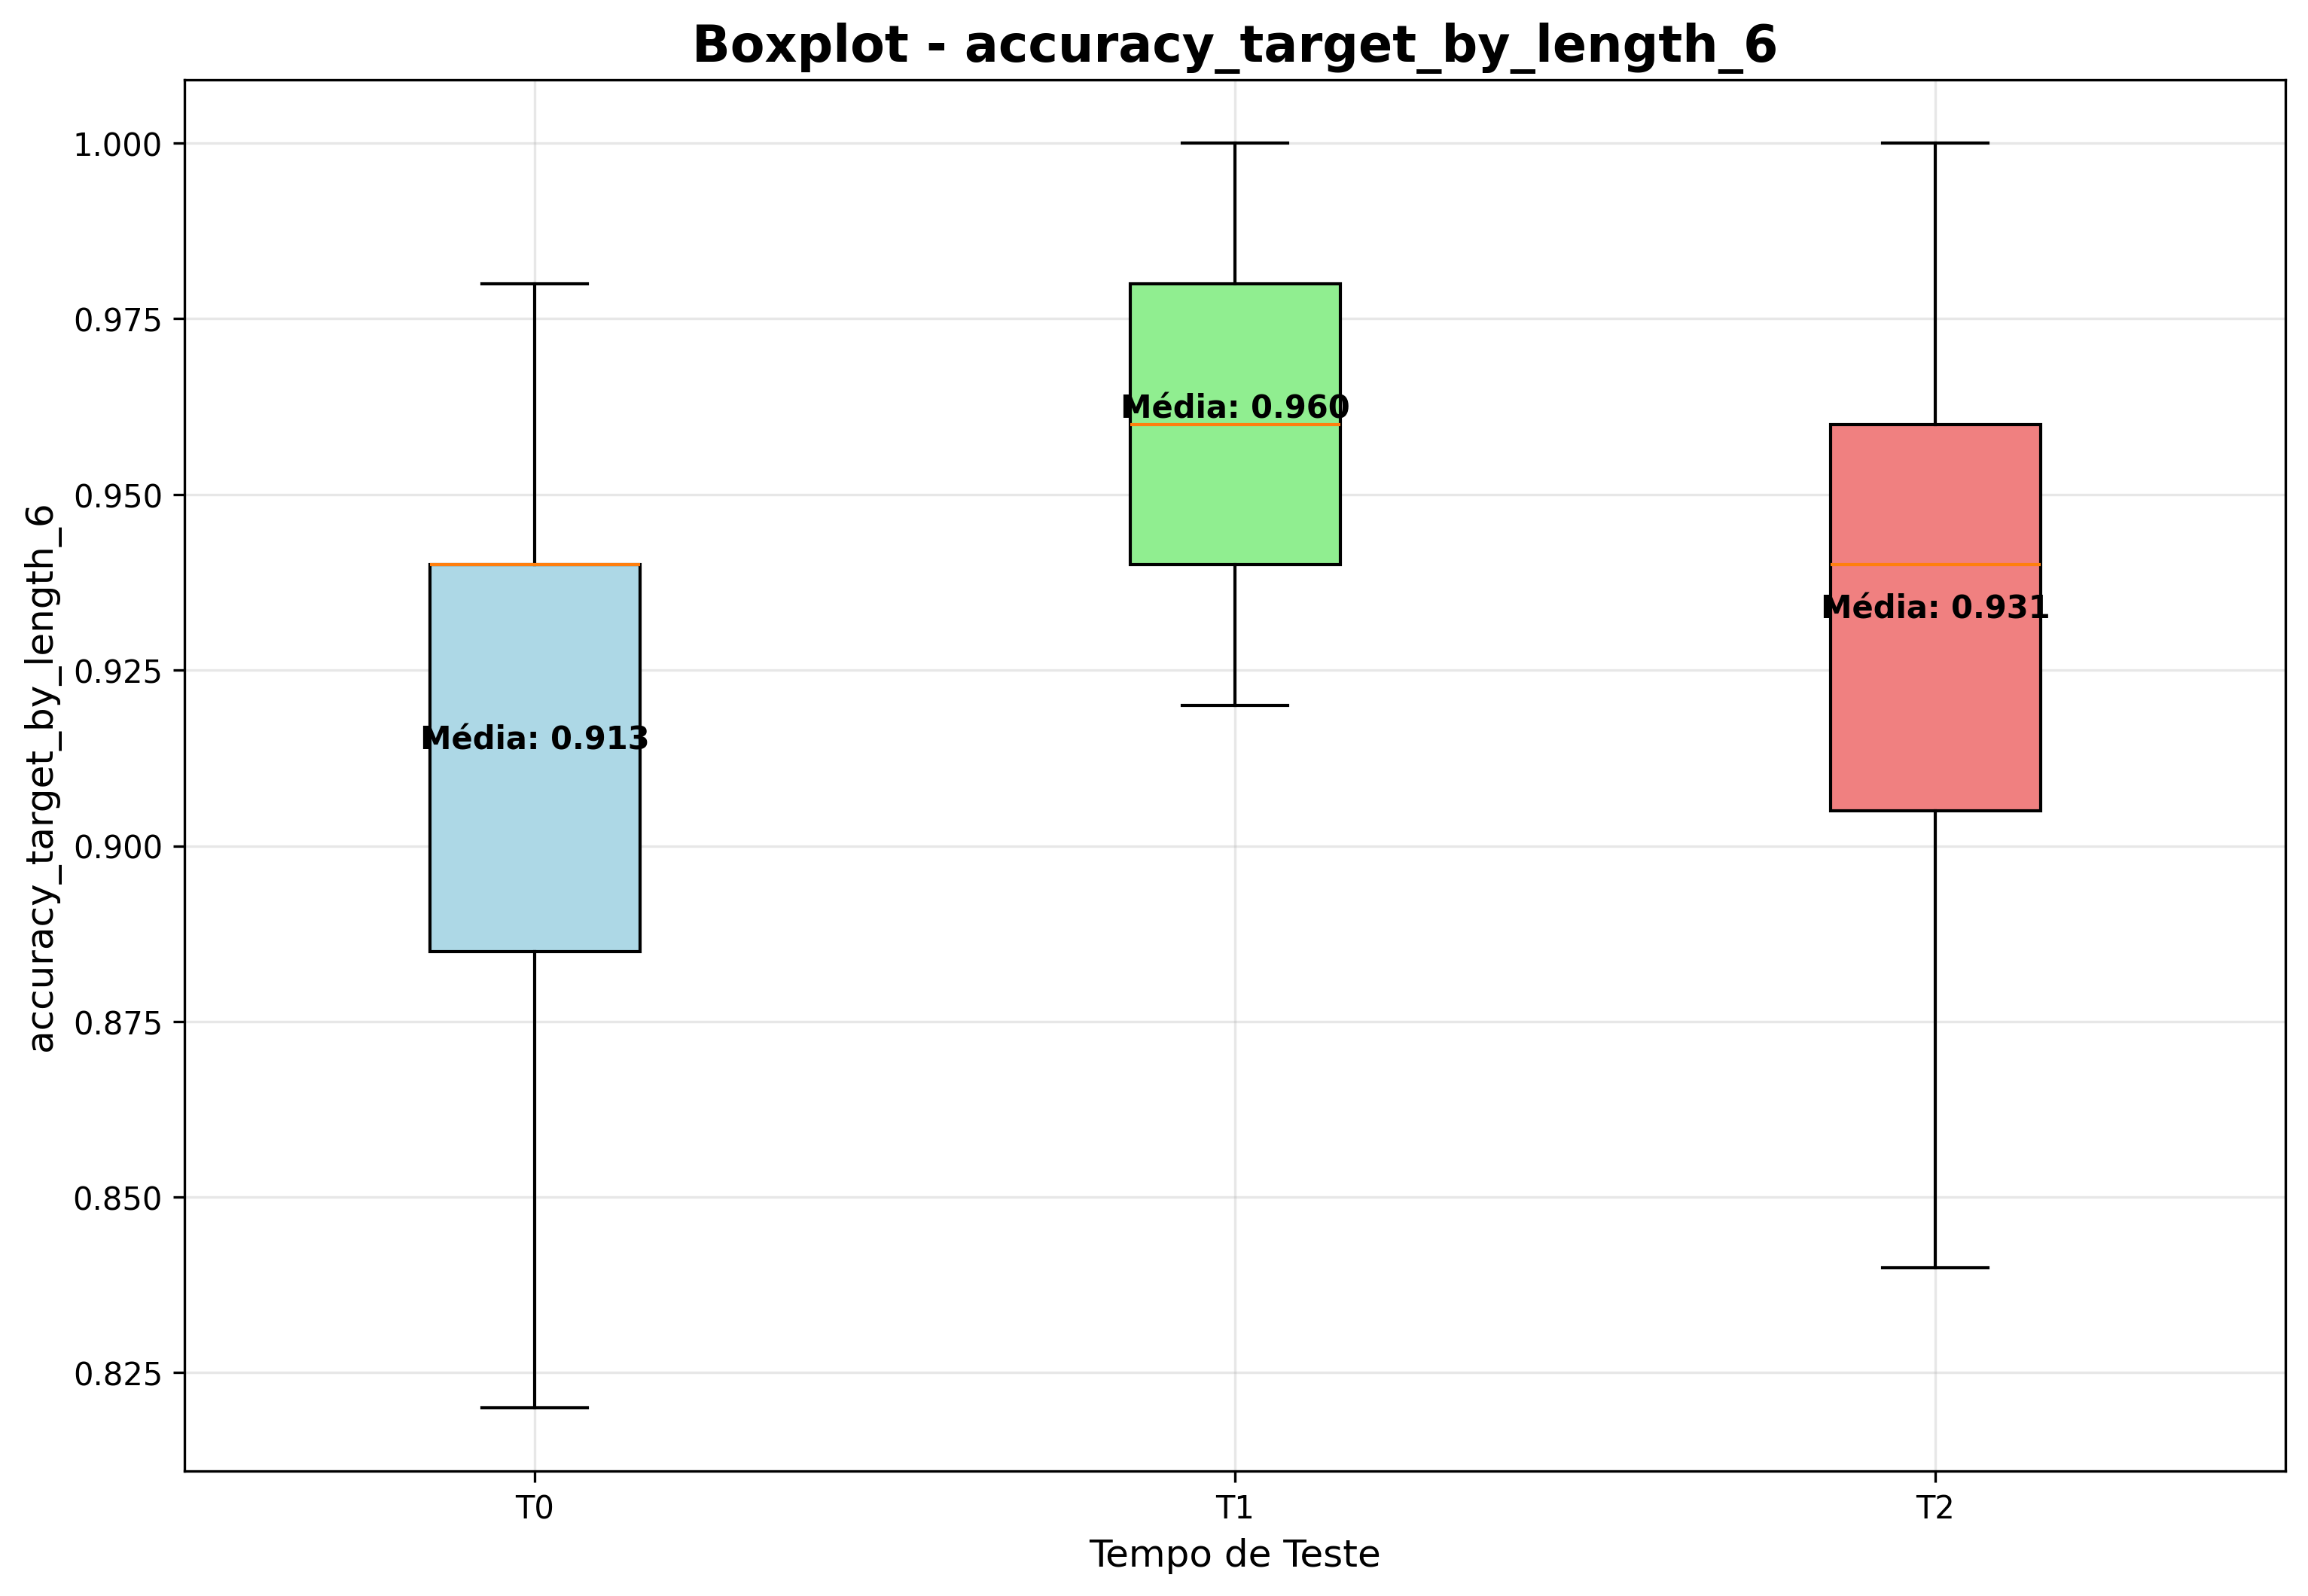 Boxplot - accuracy_target_by_length_6
accuracy_target_by_length_6
1.000
0.975
0.950
0.925
0.900
0.875
0.850
0.825
Média: 0.913
Média: 0.960
Média: 0.931
T0
T1
T2
Tempo de Teste